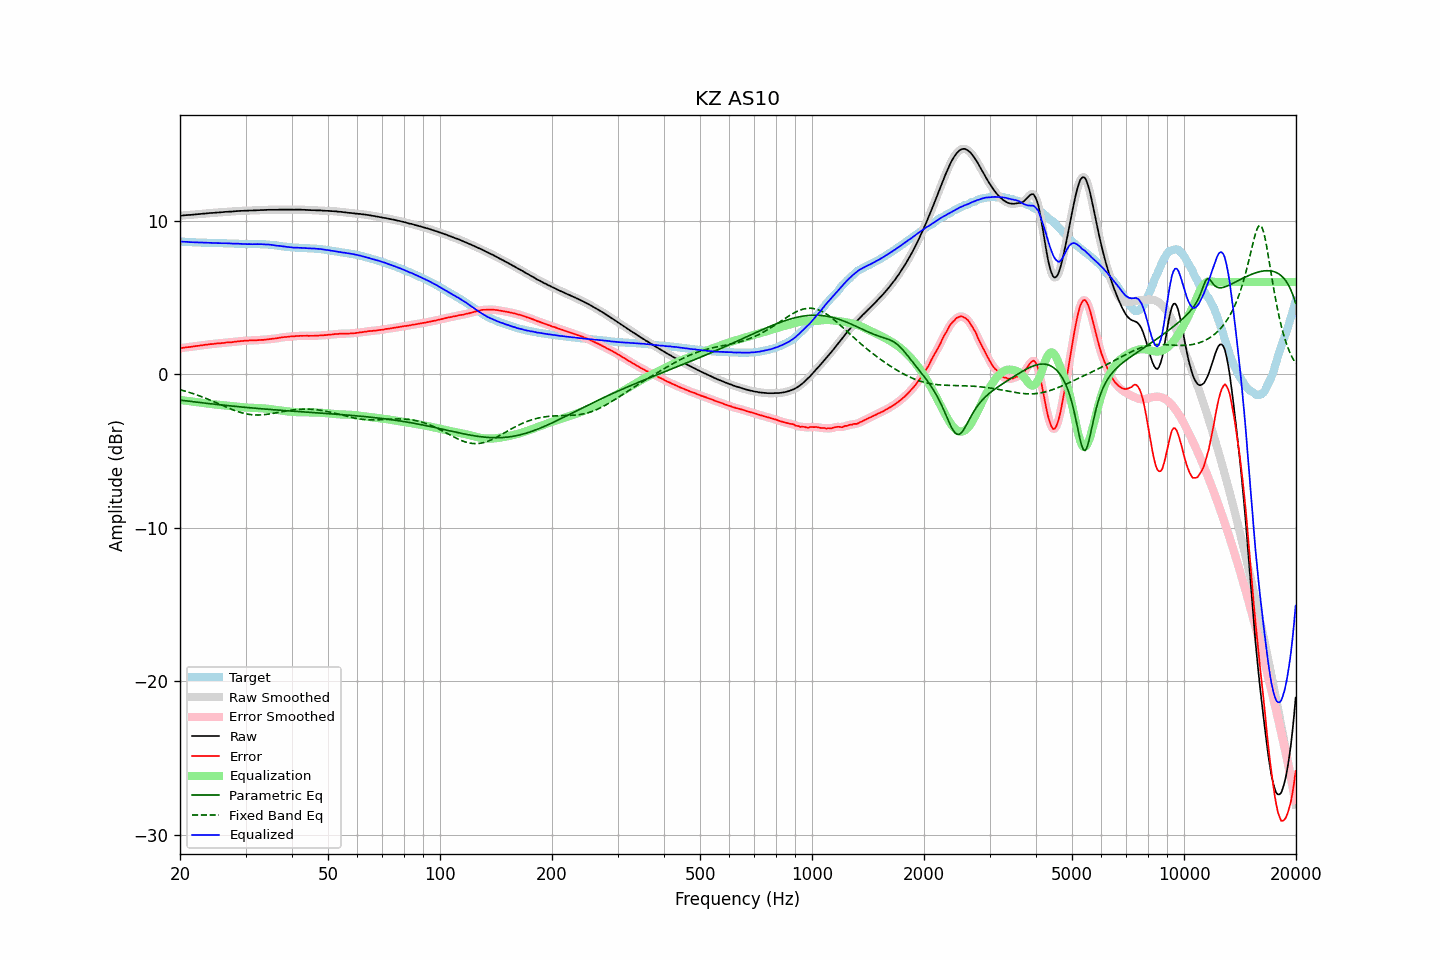 KZ AS10
Amplitude (dBr)
10
0
−10
−20
−30
Target
Raw Smoothed
Error Smoothed
Raw
Error
Equalization
Parametric Eq
Fixed Band Eq
Equalized
20 50 100 200 500 1000 2000 5000 10000 20000
Frequency (Hz)